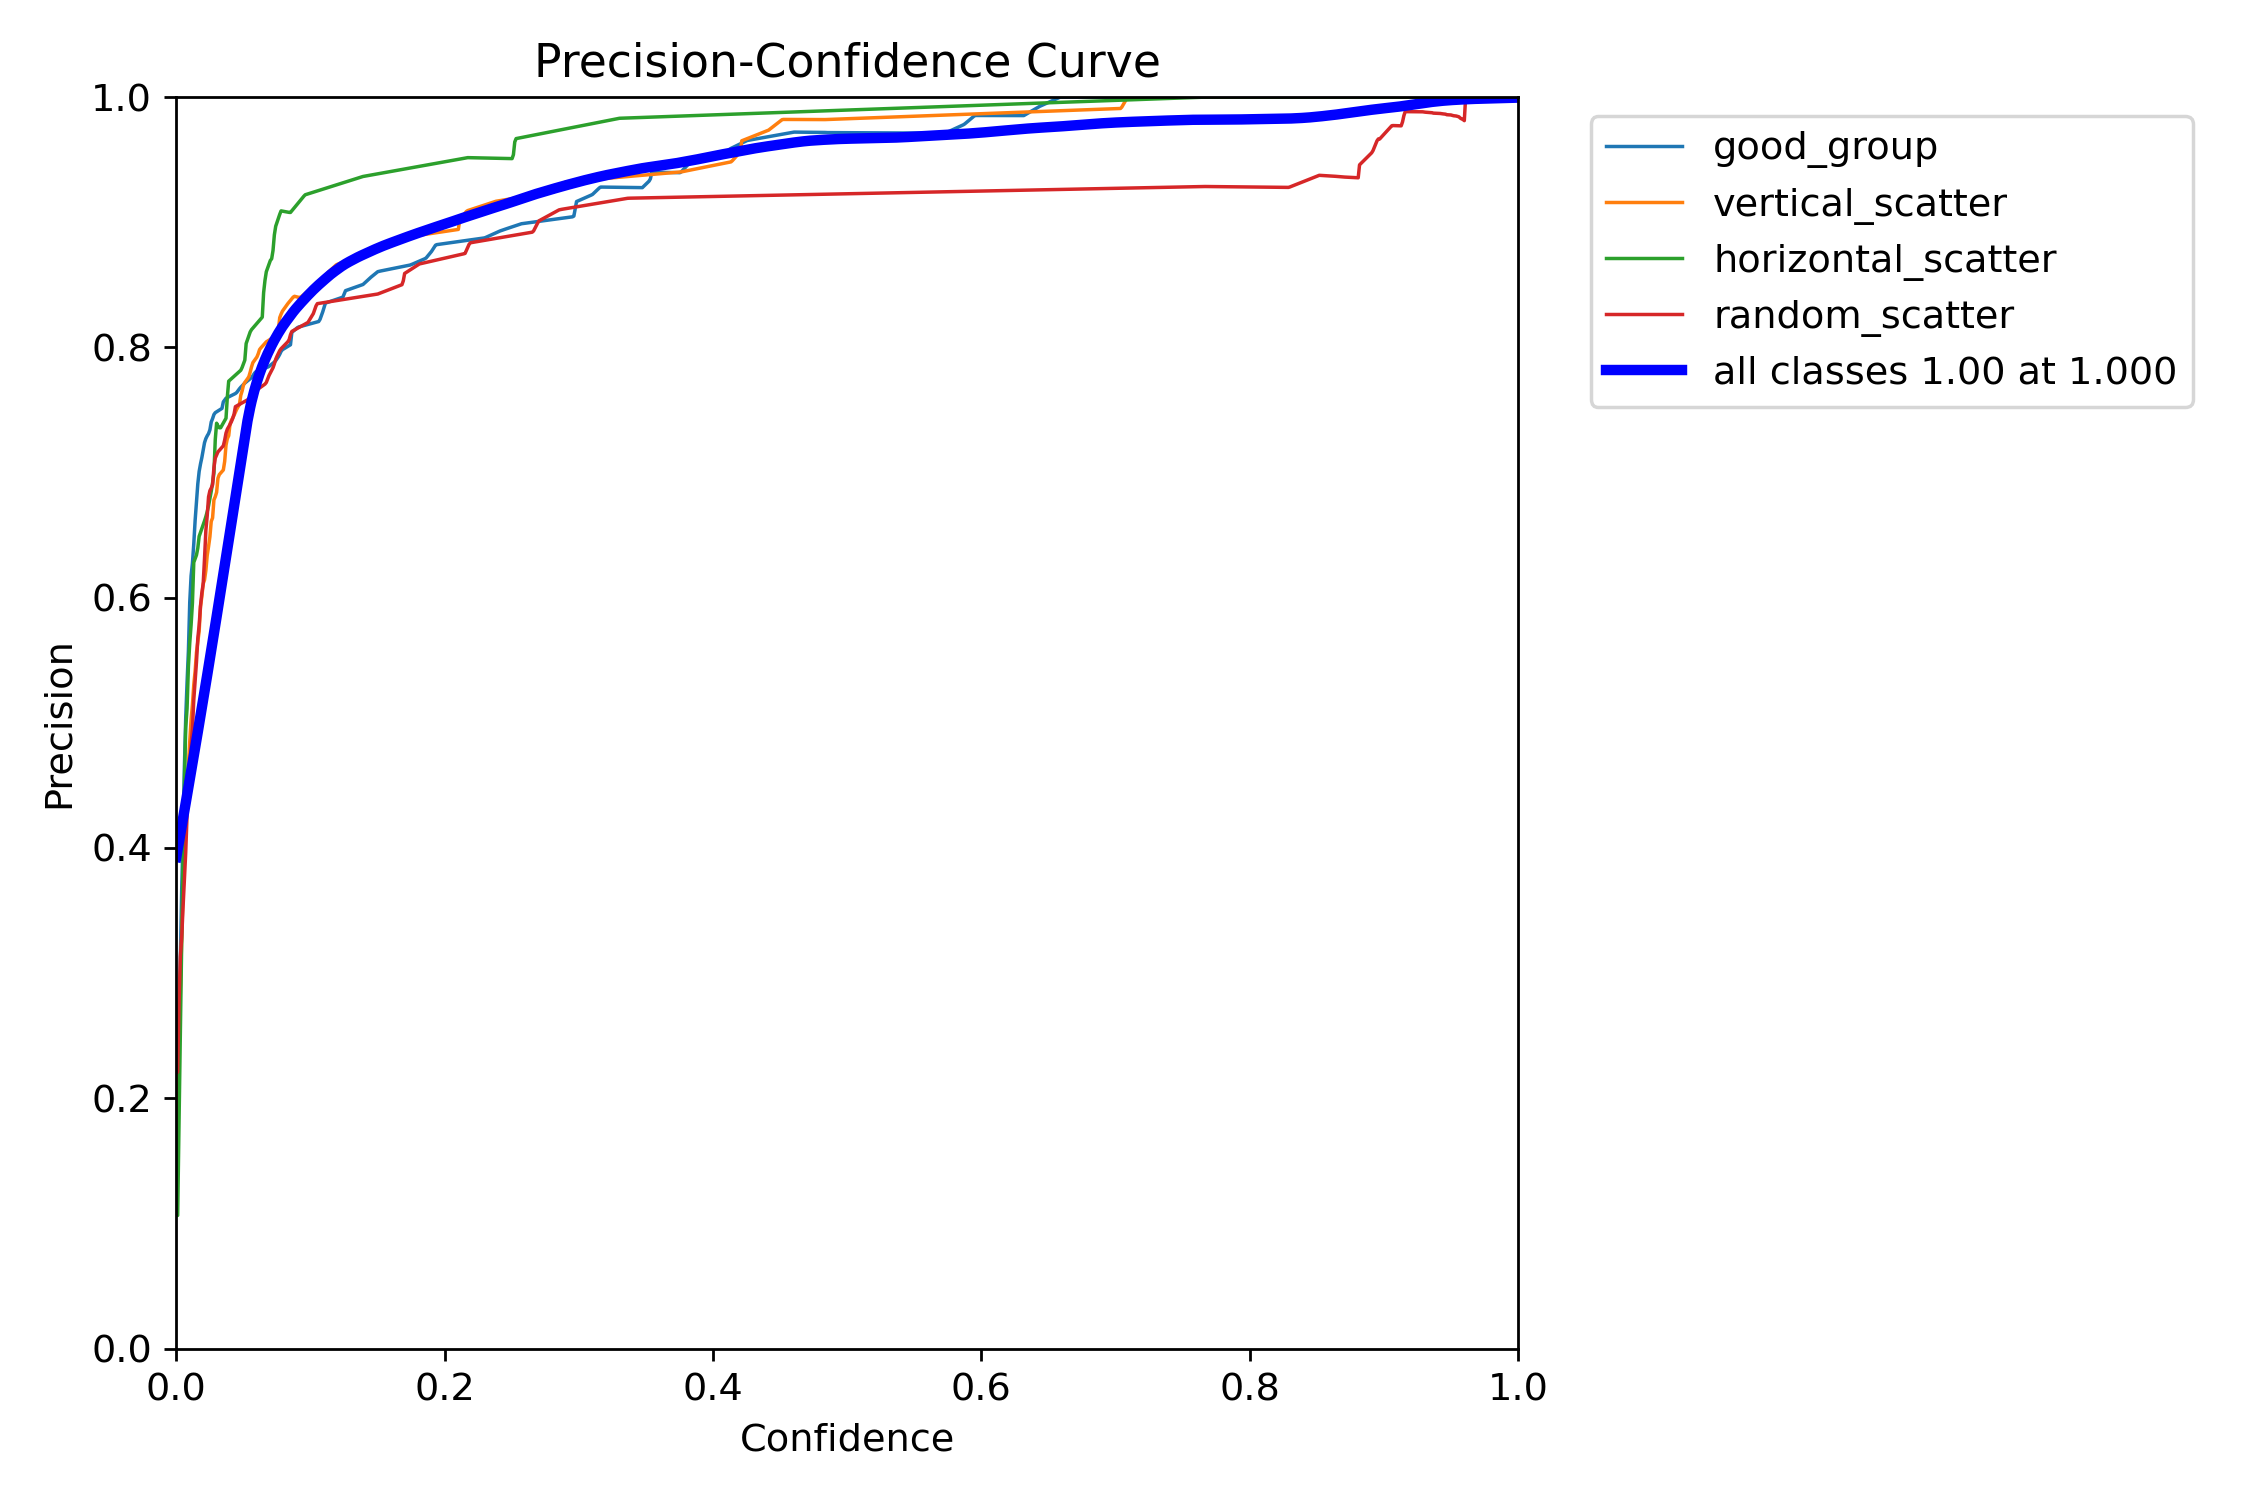 Precision-Confidence Curve
1.0
0.8
0.6
0.4
0.2
0.0
Precision
0.0 0.2 0.4 0.6 0.8 1.0
Confidence
good_group
vertical_scatter
horizontal_scatter
random_scatter
all classes 1.00 at 1.000